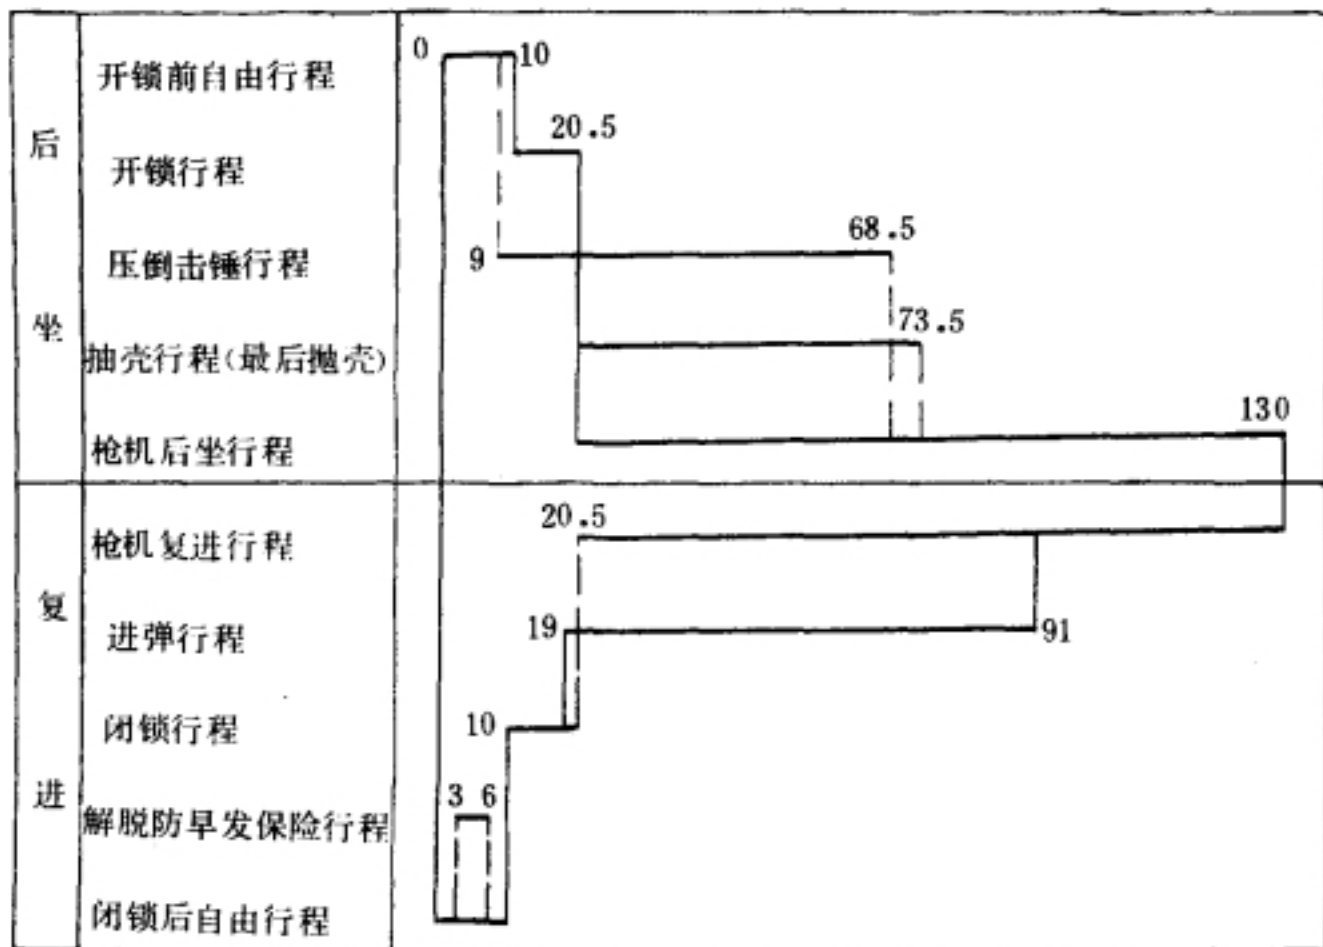 后坐
开锁前自由行程
0
10
开锁行程
20.5
压倒击锤行程
9
68.5
抽壳行程(最后抛壳)
73.5
枪机后坐行程
130
复进
枪机复进行程
20.5
进弹行程
19
91
闭锁行程
10
解脱防早发保险行程
3 6
闭锁后自由行程